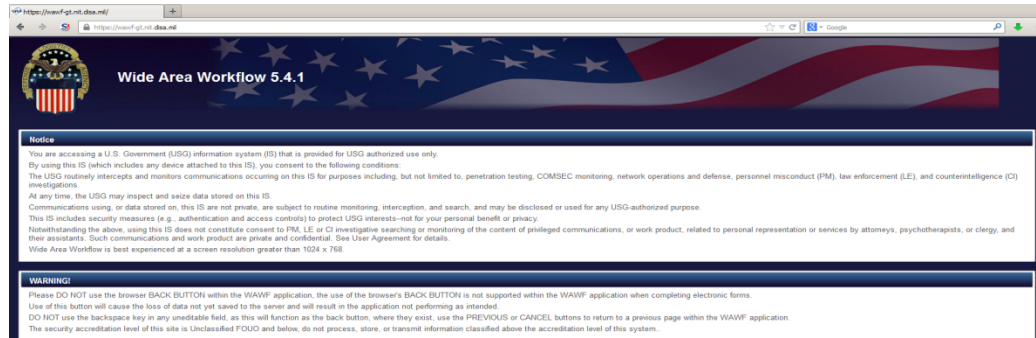 https://wawf-gt.nit.disa.mil/
https://wawf-gt.nit.disa.mil
Google
Wide Area Workflow 5.4.1
Notice
You are accessing a U.S. Government (USG) information system (IS) that is provided for USG authorized use only.
By using this IS (which includes any device attached to this IS), you consent to the following conditions:
The USG routinely intercepts and monitors communications occurring on this IS for purposes including, but not limited to, penetration testing, COMSEC monitoring, network operations and defense, personnel misconduct (PM), law enforcement (LE), and counterintelligence (CI)
investigations.
At any time, the USG may inspect and seize data stored on this IS.
Communications using, or data stored on, this IS are not private, are subject to routine monitoring, interception, and search, and may be disclosed or used for any USG-authorized purpose.
This IS includes security measures (e.g., authentication and access controls) to protect USG interests--not for your personal benefit or privacy.
Notwithstanding the above, using this IS does not constitute consent to PM, LE or CI investigative searching or monitoring of the content of privileged communications, or work product, related to personal representation or services by attorneys, psychotherapists, or clergy, and
their assistants. Such communications and work product are private and confidential. See User Agreement for details.
Wide Area Workflow is best experienced at a screen resolution greater than 1024 x 768.
WARNING!
Please DO NOT use the browser BACK BUTTON within the WAWF application, the use of the browser's BACK BUTTON is not supported within the WAWF application when completing electronic forms.
Use of this button will cause the loss of data not yet saved to the server and will result in the application not performing as intended.
DO NOT use the backspace key in any uneditable field, as this will function as the back button, where they exist, use the PREVIOUS or CANCEL buttons to return to a previous page within the WAWF application.
The security accreditation level of this site is Unclassified FOUO and below, do not process, store, or transmit information classified above the accreditation level of this system..